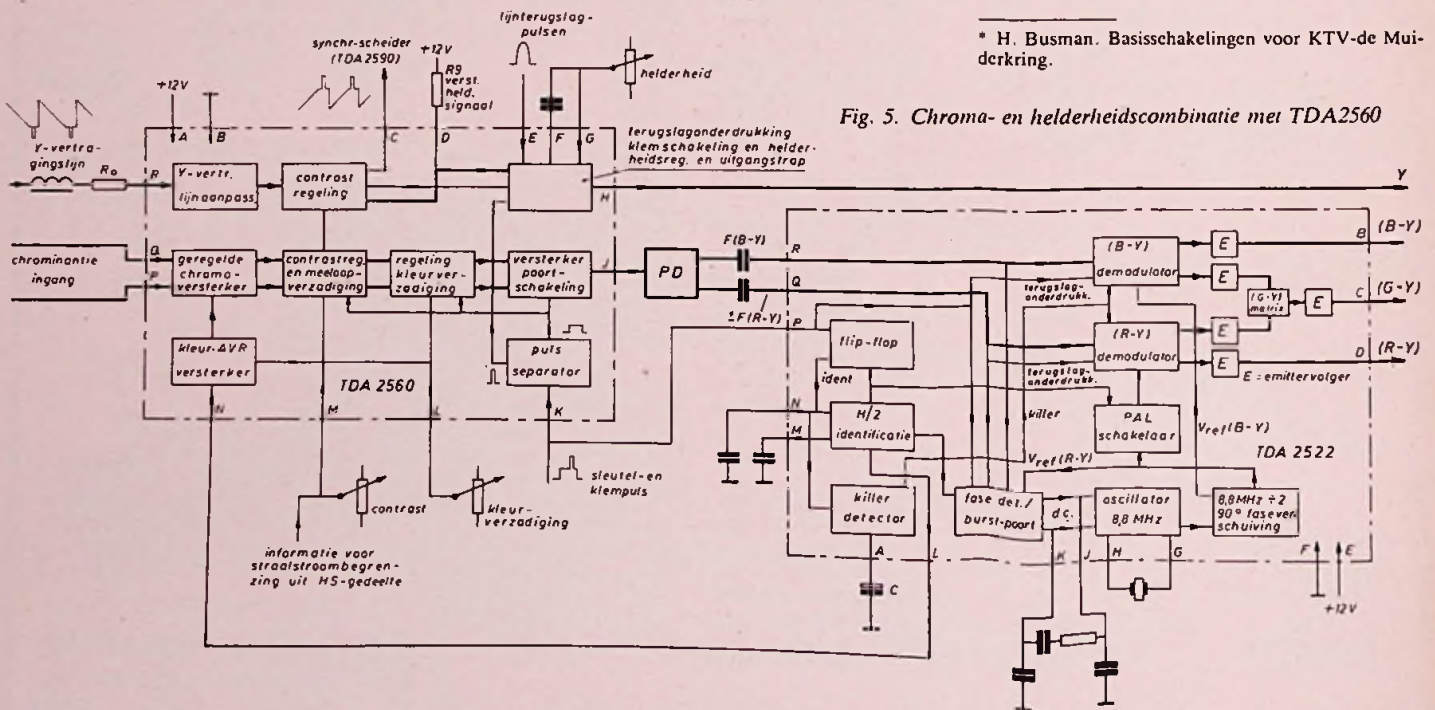 * H. Busman. Basisschakelingen voor KTV-de Mui-
derkring.
Fig. 5. Chroma- en helderheidscombinatie met TDA2560
lijnterugslag-
pulsen
synchr-scheider
(TDA2590)
+12V
R9
verst.
held.
signaal
helderheid
+12V
A
B
C
D
E
F
G
terugslagonderdrukking
klemschakeling en helder-
heidsreg. en uitgangstrap
Y-vertra-
gingslijn
Ro
R
Y-vertr.
lijnaanpass.
contrast
regeling
H
Y
chrominantie
ingang
Q
P
geregelde
chroma-
versterker
contrastreg.
en meeloop-
verzadiging
regeling
kleurver-
zadiging
versterker
poort-
schakeling
J
PD
F(B-Y)
±F(R-Y)
kleur-AVR
versterker
TDA 2560
puls
separator
N
M
L
K
sleutel-en
klempuls
contrast
kleur-
verzadiging
informatie voor
straalstroombegren-
zing uit HS-gedeelte
R
Q
P
(B-Y)
demodulator
terugslag-
onderdrukk.
(R-Y)
demodulator
terugslag-
onderdrukk.
E
E
E
E
(G-Y)
matrix
E
B
(B-Y)
C
(G-Y)
D
(R-Y)
E = emittervolger
flip-flop
ident
N
M
H/2
identificatie
killer
PAL
schakelaar
Vref(B-Y)
TDA 2522
Vref(R-Y)
killer
detector
fase det./
burst-poort
d.c.
oscillator
8,8 MHz
8,8MHz ÷2
90° fasever-
schuiving
A
L
K
J
H
G
F
E
C
+12V